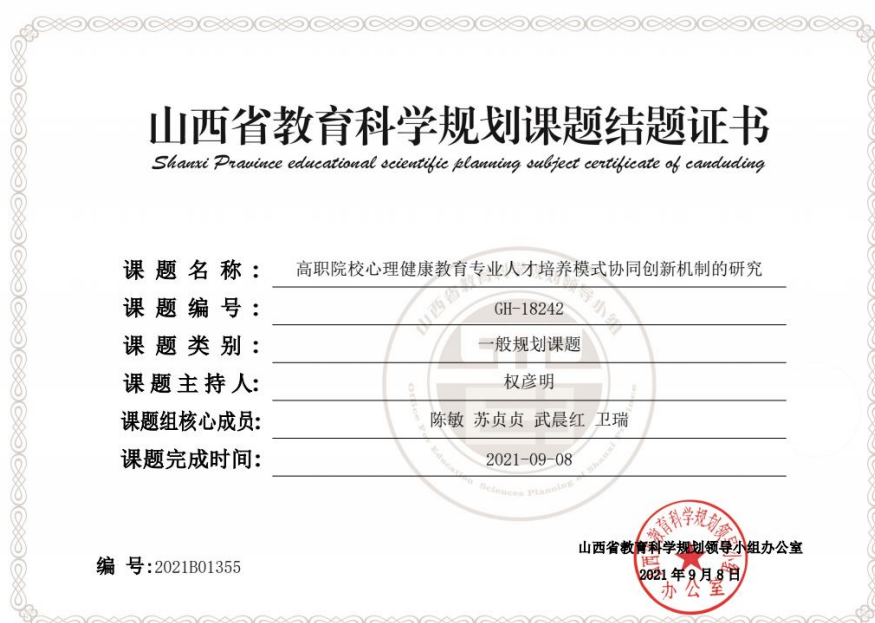 山西省教育科学规划课题结题证书
Shanxi Pravince educational scientific planning subject certificate of canduding
课题名称: 高职院校心理健康教育专业人才培养模式协同创新机制的研究
课题编号: GH-18242
课题类别: 一般规划课题
课题主持人: 权彦明
课题组核心成员: 陈敏 苏贞贞 武晨红 卫瑞
课题完成时间: 2021-09-08
山西省教育科学规划领导小组办公室
编 号:2021B01355
2021年9月8日
办公室